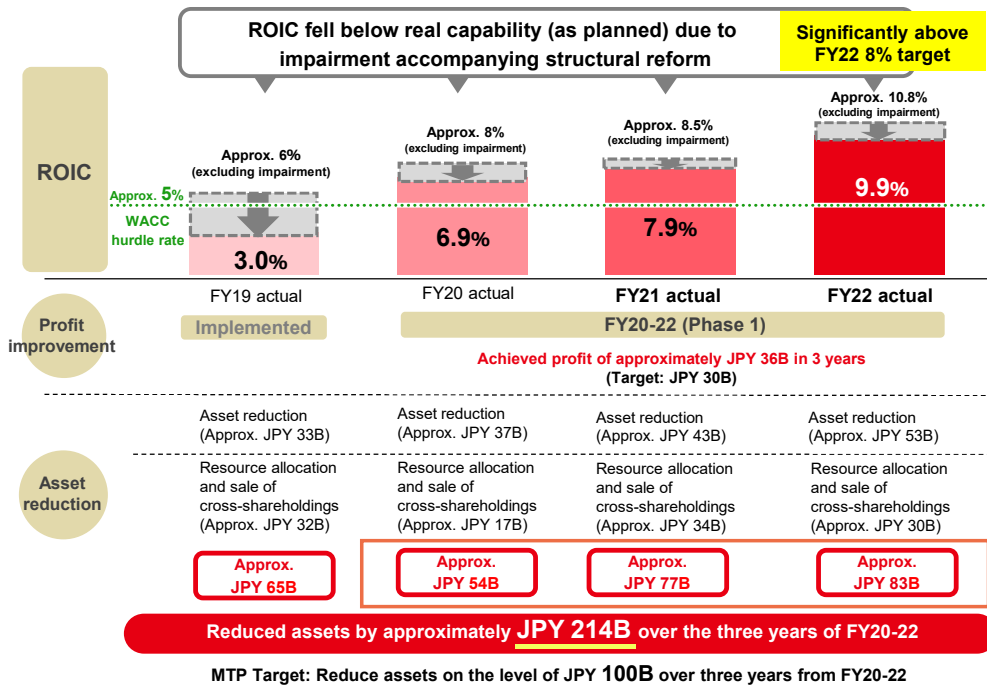 ROIC fell below real capability (as planned) due to
impairment accompanying structural reform
Significantly above
FY22 8% target
ROIC
Approx. 6%
(excluding impairment)
Approx. 8%
(excluding impairment)
Approx. 8.5%
(excluding impairment)
Approx. 10.8%
(excluding impairment)
Approx. 5%
WACC
hurdle rate
3.0%
6.9%
7.9%
9.9%
FY19 actual
FY20 actual
FY21 actual
FY22 actual
Profit
improvement
Implemented
FY20-22 (Phase 1)
Achieved profit of approximately JPY 36B in 3 years
(Target: JPY 30B)
Asset
reduction
Asset reduction
(Approx. JPY 33B)
Asset reduction
(Approx. JPY 37B)
Asset reduction
(Approx. JPY 43B)
Asset reduction
(Approx. JPY 53B)
Resource allocation
and sale of
cross-shareholdings
(Approx. JPY 32B)
Resource allocation
and sale of
cross-shareholdings
(Approx. JPY 17B)
Resource allocation
and sale of
cross-shareholdings
(Approx. JPY 34B)
Resource allocation
and sale of
cross-shareholdings
(Approx. JPY 30B)
Approx.
JPY 65B
Approx.
JPY 54B
Approx.
JPY 77B
Approx.
JPY 83B
Reduced assets by approximately JPY 214B over the three years of FY20-22
MTP Target: Reduce assets on the level of JPY 100B over three years from FY20-22